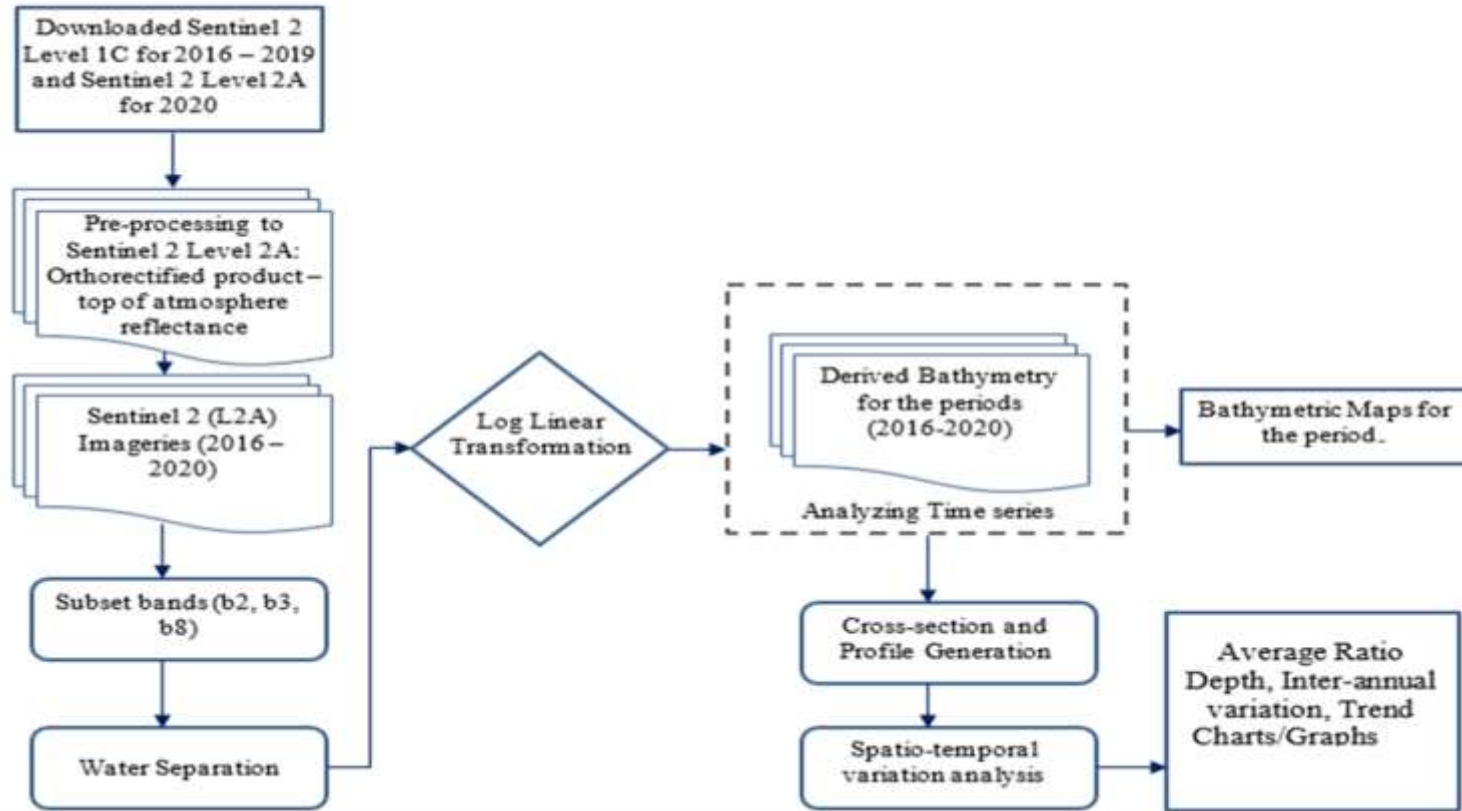 Downloaded Sentinel 2
Level 1C for 2016 – 2019
and Sentinel 2 Level 2A
for 2020
Pre-processing to
Sentinel 2 Level 2A:
Orthorectified product –
top of atmosphere
reflectance
Sentinel 2 (L2A)
Imageries (2016 –
2020)
Subset bands (b2, b3,
b8)
Water Separation
Log Linear
Transformation
Derived Bathymetry
for the periods
(2016-2020)
Analyzing Time series
Bathymetric Maps for
the period.
Cross-section and
Profile Generation
Spatio-temporal
variation analysis
Average Ratio
Depth, Inter-annual
variation, Trend
Charts/Graphs